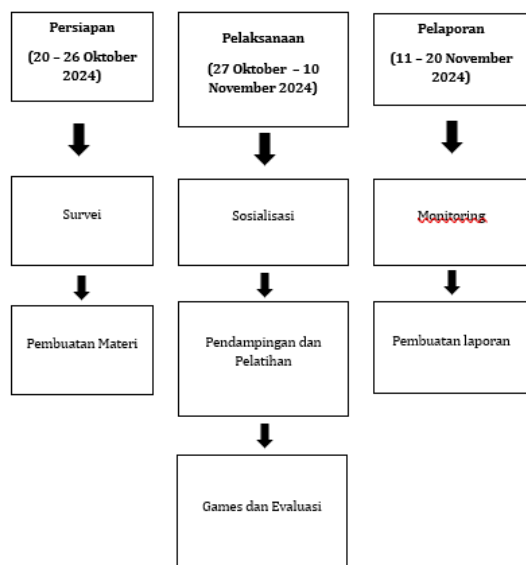 Persiapan
(20 – 26 Oktober
2024)
Pelaksanaan
(27 Oktober – 10
November 2024)
Pelaporan
(11 – 20 November
2024)
Survei
Sosialisasi
Monitoring
Pembuatan Materi
Pendampingan dan
Pelatihan
Pembuatan laporan
Games dan Evaluasi